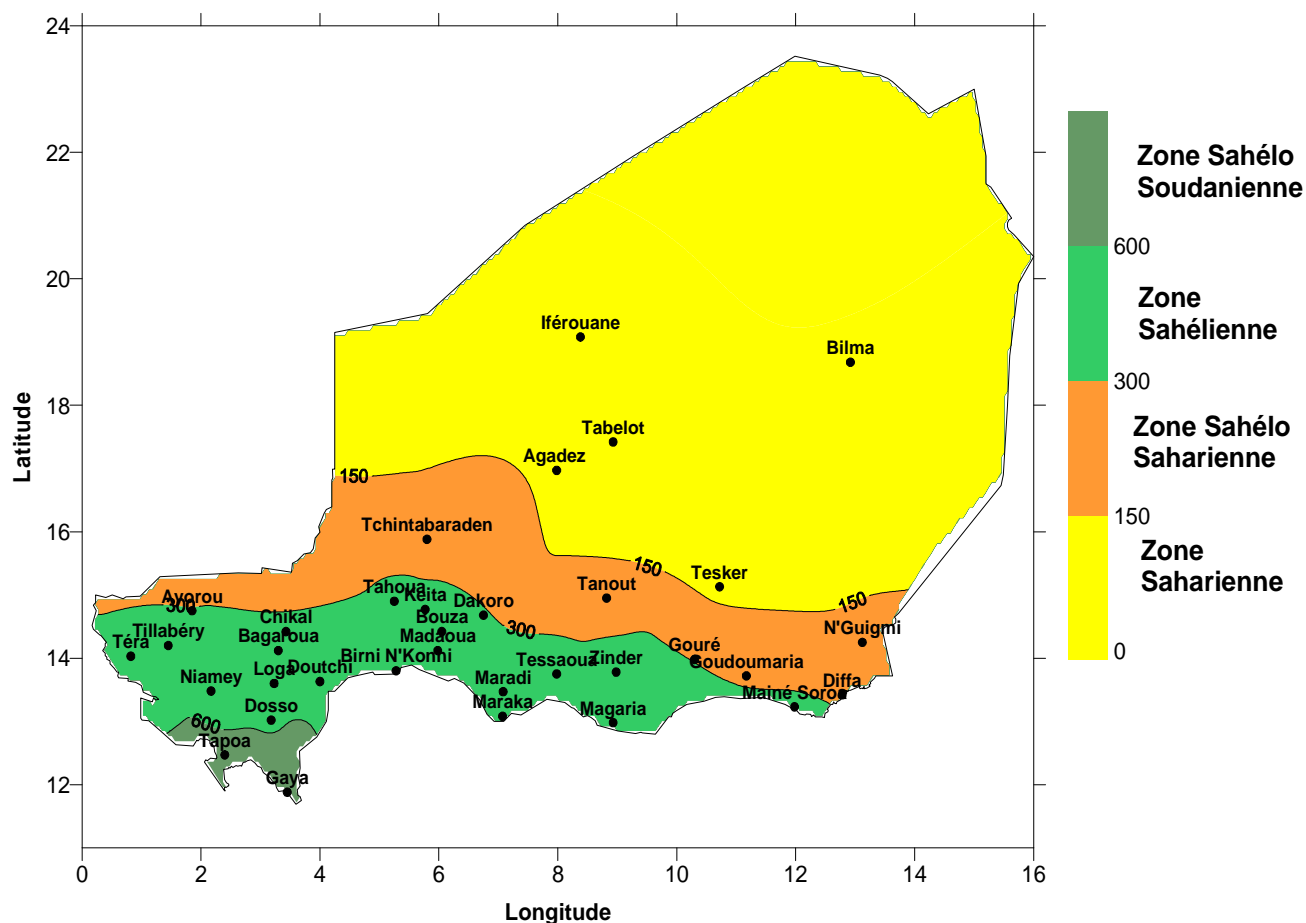 24
22
20
18
16
14
12
Latitude
0
2
4
6
8
10
12
14
16
Longitude
Iférouane
Bilma
Tabelot
Agadez
150
Tchintabaraden
150
Tesker
Tanout
150
Ayorou
300
Tahoua
Keita
Dakoro
Chikal
Bouza
300
N'Guigmi
Tillabéry
Téra
Bagaroua
Madaoua
Birni N'Konni
Gouré
Goudoumaria
Tessaoua
Zinder
Niamey
Loga
Doutchi
Maradi
Diffa
Maraka
Mainé Soroa
Magaria
Dosso
600
Tapoa
Gaya
Zone Sahélo
Soudanienne
600
Zone
Sahélienne
300
Zone Sahélo
Saharienne
150
Zone
Saharienne
0